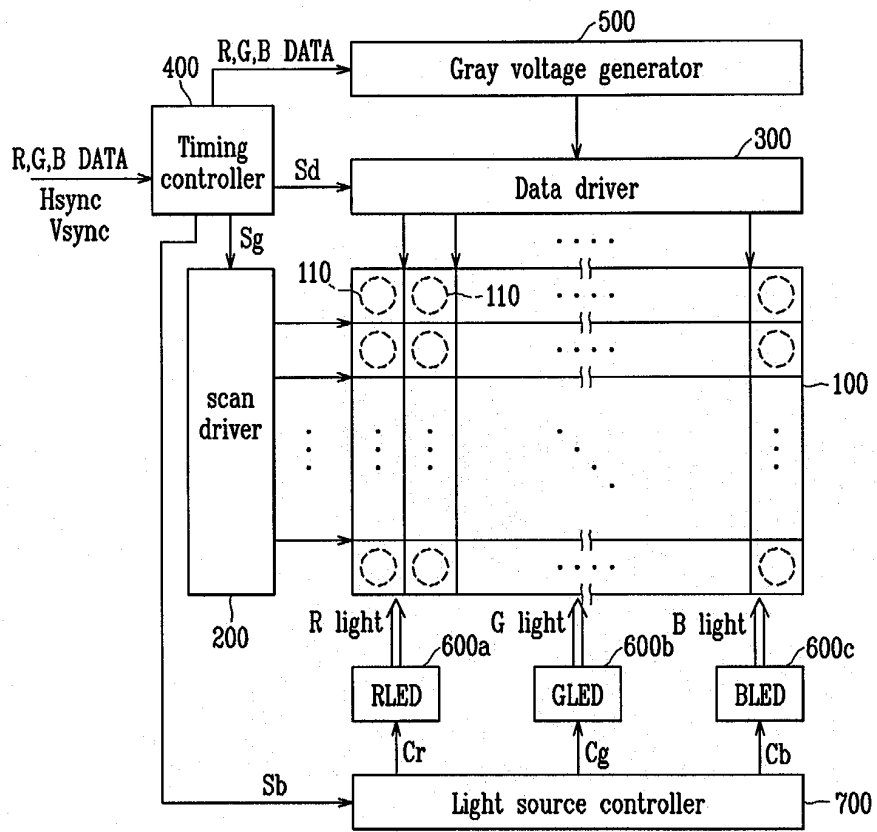 500
R,G,B DATA
Gray voltage generator
400
Timing
controller
300
R,G,B DATA
Hsync
Vsync
Sd
Data driver
Sg
110
110
scan
driver
100
200
R light
G light
B light
600a
600b
600c
RLED
GLED
BLED
Cr
Cg
Cb
Sb
Light source controller
700